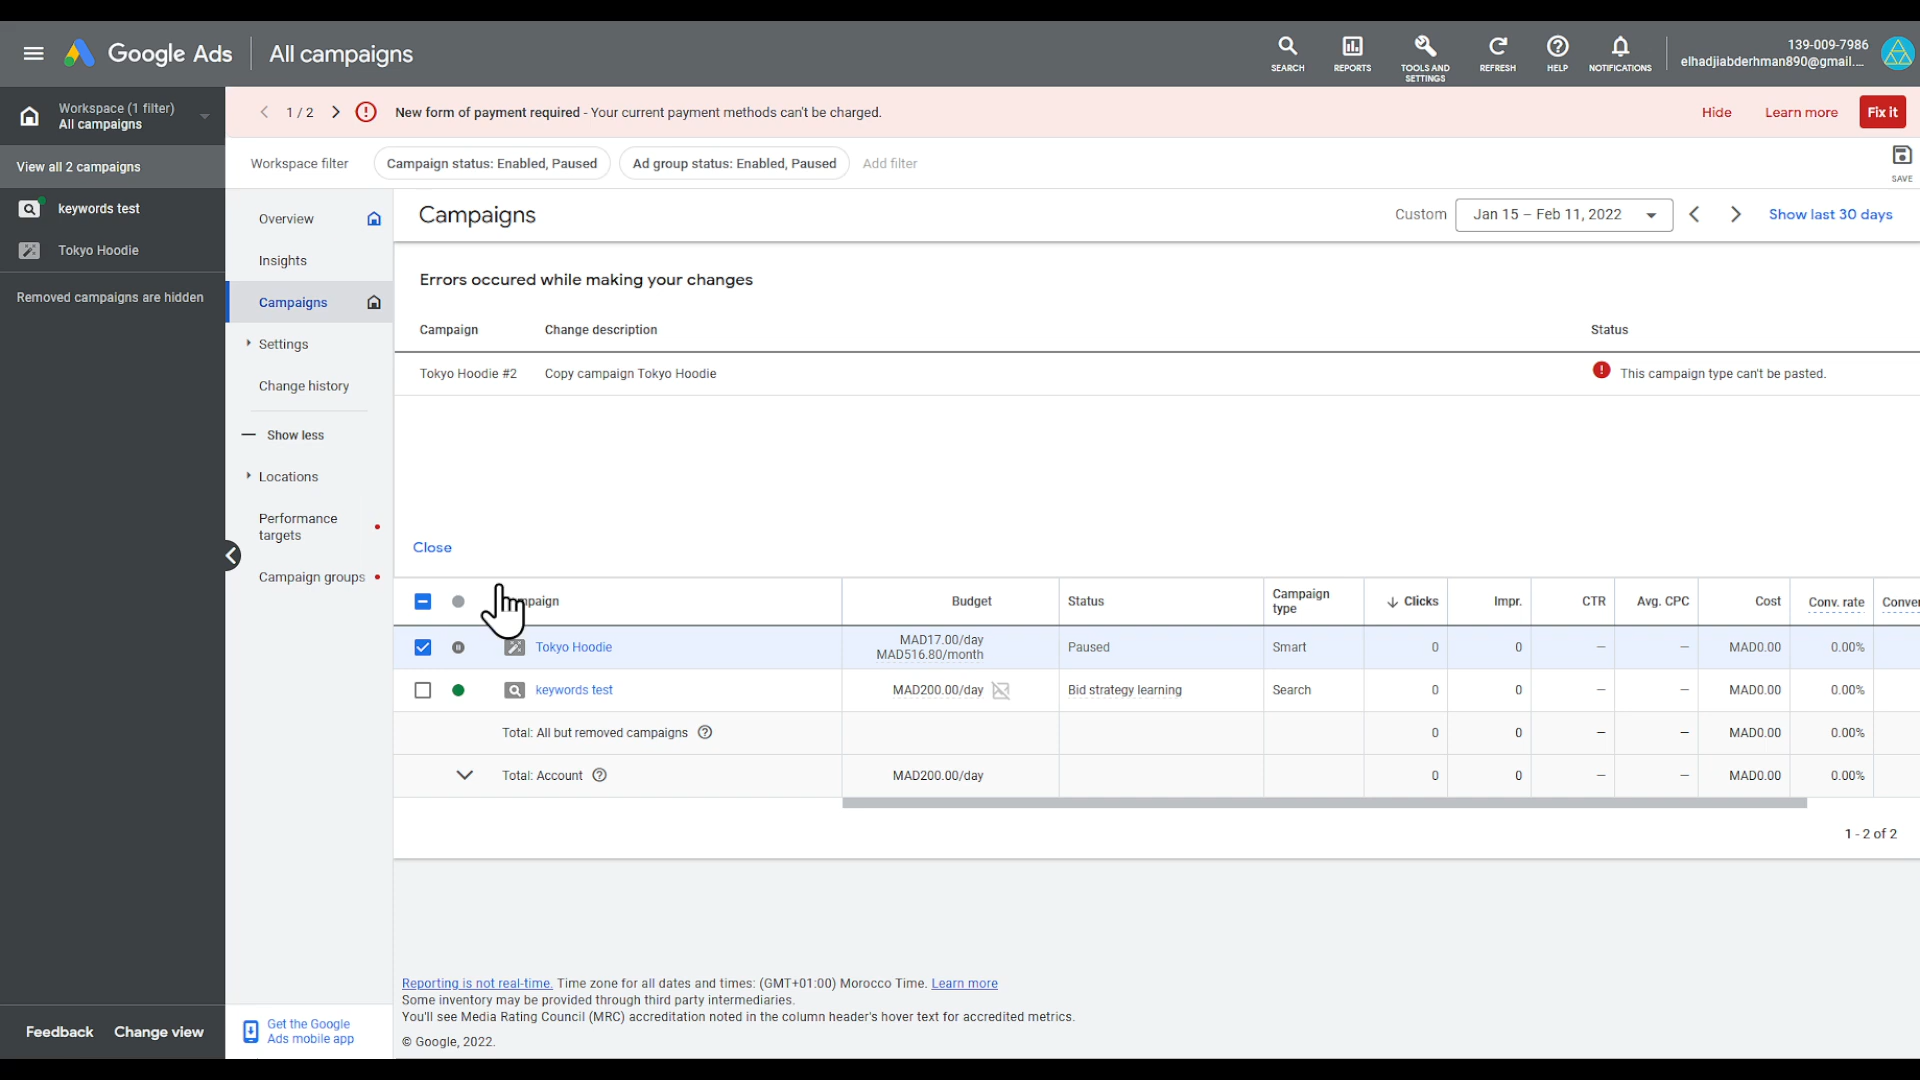 Google Ads
All campaigns
SEARCH
REPORTS
TOOLS AND
SETTINGS
REFRESH
HELP
NOTIFICATIONS
139-009-7986
elhadjiabderhman890@gmail....
Workspace (1 filter)
All campaigns
1 / 2
New form of payment required - Your current payment methods can't be charged.
Hide
Learn more
Fix it
View all 2 campaigns
Workspace filter
Campaign status: Enabled, Paused
Ad group status: Enabled, Paused
Add filter
SAVE
keywords test
Tokyo Hoodie
Removed campaigns are hidden
Overview
Insights
Campaigns
Settings
Change history
Show less
Locations
Performance
targets
Campaign groups
Campaigns
Custom
Jan 15 – Feb 11, 2022
Show last 30 days
Errors occured while making your changes
Campaign
Change description
Status
Tokyo Hoodie #2
Copy campaign Tokyo Hoodie
This campaign type can't be pasted.
Close
paign
Budget
Status
Campaign
type
Clicks
Impr.
CTR
Avg. CPC
Cost
Conv. rate
Conver
Tokyo Hoodie
MAD17.00/day
MAD516.80/month
Paused
Smart
0
0
–
–
MAD0.00
0.00%
keywords test
MAD200.00/day
Bid strategy learning
Search
0
0
–
–
MAD0.00
0.00%
Total: All but removed campaigns
0
0
–
–
MAD0.00
0.00%
Total: Account
MAD200.00/day
0
0
–
–
MAD0.00
0.00%
1 - 2 of 2
Reporting is not real-time. Time zone for all dates and times: (GMT+01:00) Morocco Time. Learn more
Some inventory may be provided through third party intermediaries.
You'll see Media Rating Council (MRC) accreditation noted in the column header's hover text for accredited metrics.
© Google, 2022.
Feedback
Change view
Get the Google
Ads mobile app